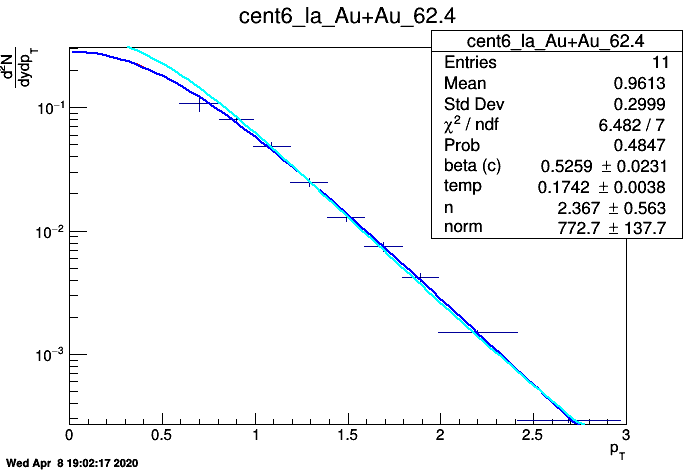 cent6_la_Au+Au_62.4
cent6_la_Au+Au_62.4
Entries 11
Mean 0.9613
Std Dev 0.2999
χ² / ndf 6.482 / 7
Prob 0.4847
beta (c) 0.5259 ± 0.0231
temp 0.1742 ± 0.0038
n 2.367 ± 0.563
norm 772.7 ± 137.7
d²N
dydp_T
10⁻¹
10⁻²
10⁻³
0 0.5 1 1.5 2 2.5 3
p_T
Wed Apr 8 19:02:17 2020